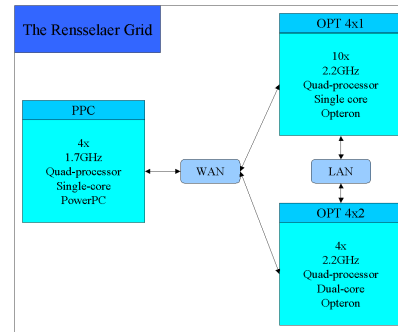 The Rensselaer Grid
OPT 4x1
10x
2.2GHz
Quad-processor
Single core
Opteron
PPC
4x
1.7GHz
Quad-processor
Single-core
PowerPC
WAN
LAN
OPT 4x2
4x
2.2GHz
Quad-processor
Dual-core
Opteron